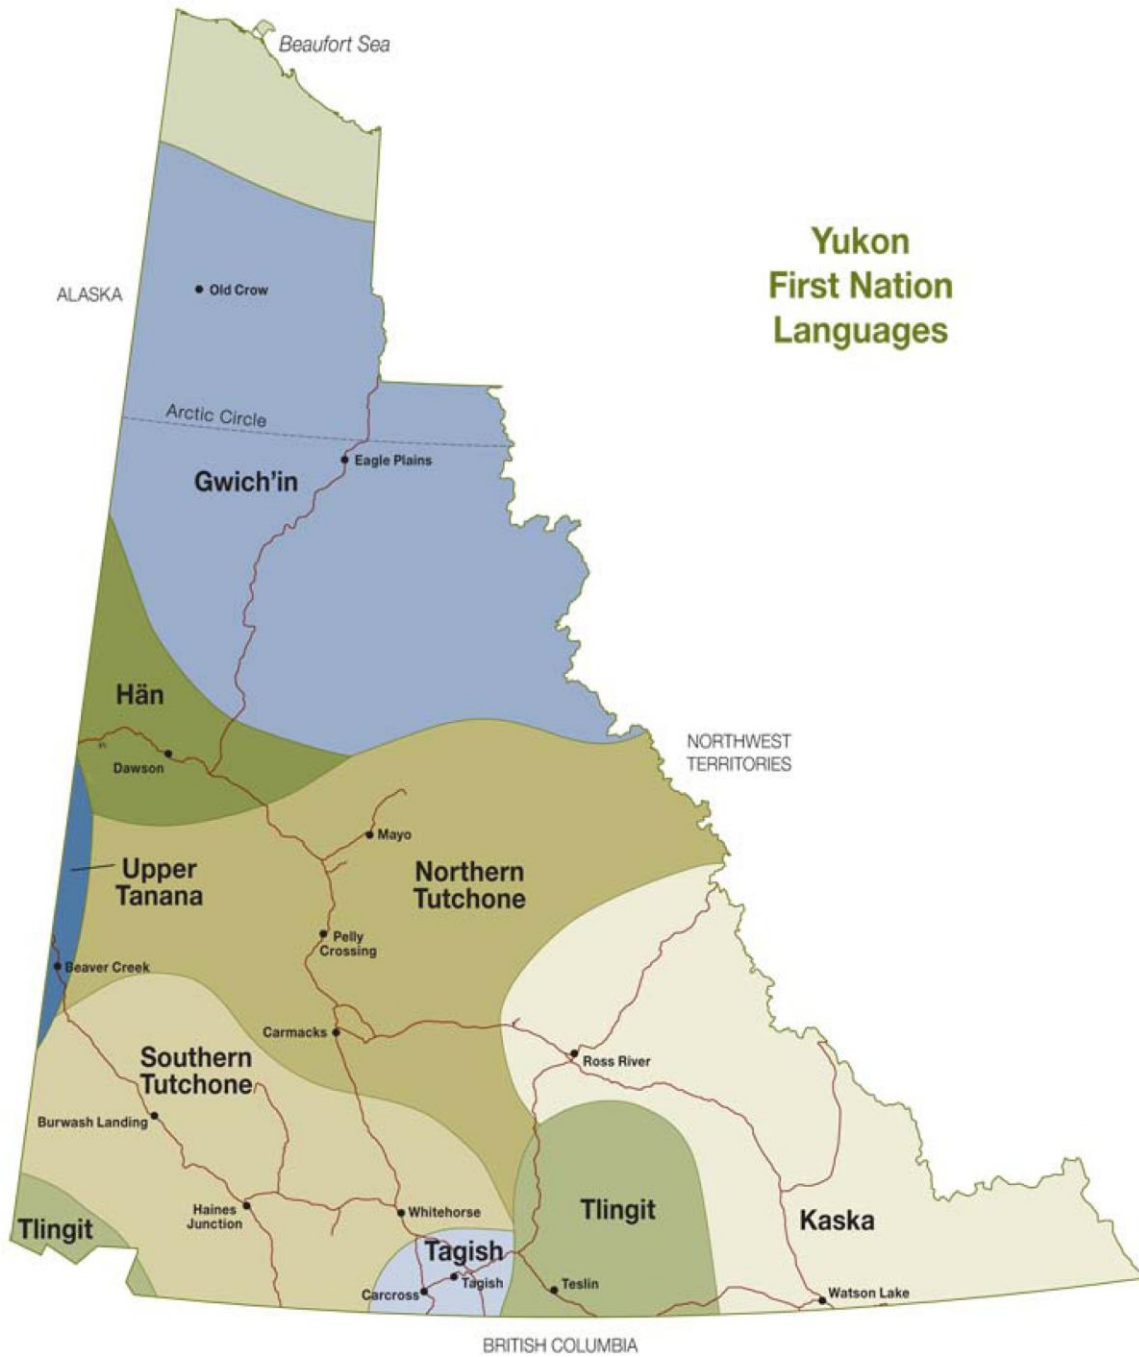 Beaufort Sea
Yukon
First Nation
Languages
ALASKA
Old Crow
Arctic Circle
Eagle Plains
Gwich'in
Hän
Dawson
NORTHWEST
TERRITORIES
Mayo
Upper
Tanana
Northern
Tutchone
Pelly
Crossing
Beaver Creek
Carmacks
Southern
Tutchone
Ross River
Burwash Landing
Haines
Junction
Whitehorse
Tlingit
Tlingit
Kaska
Tagish
Tagish
Carcross
Teslin
Watson Lake
BRITISH COLUMBIA